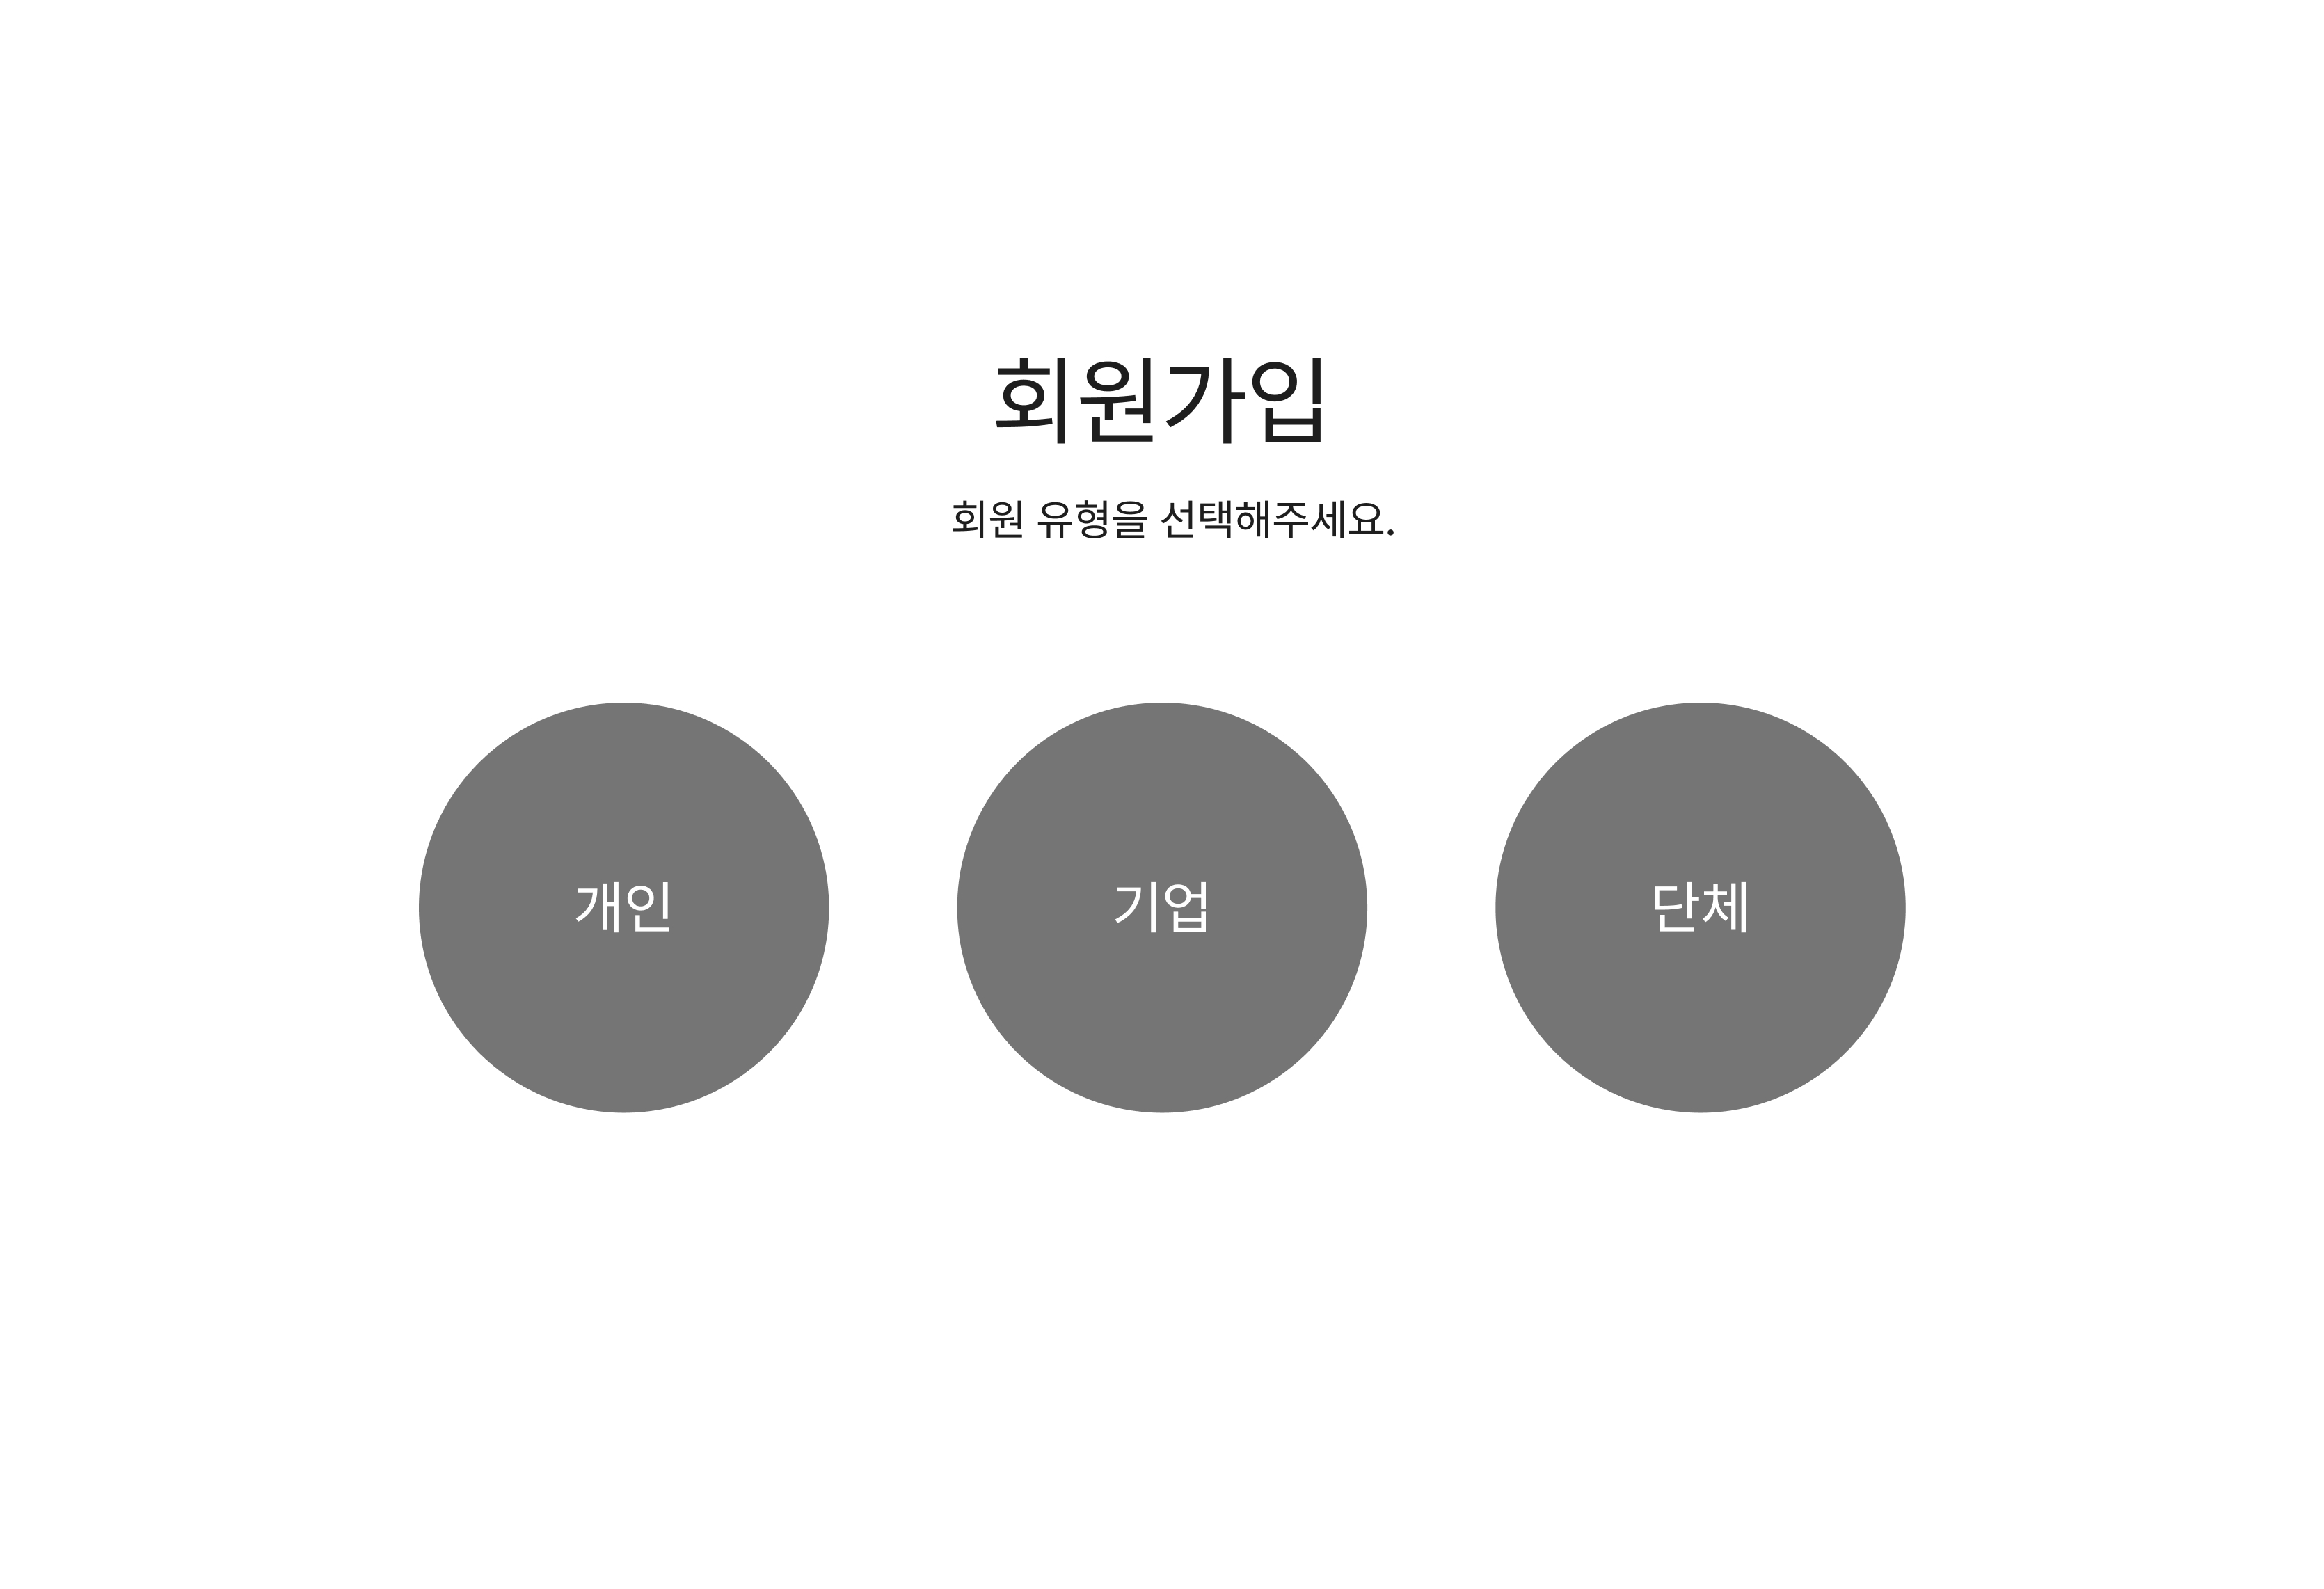 회원가입
회원 유형을 선택해주세요.
개인
기업
단체